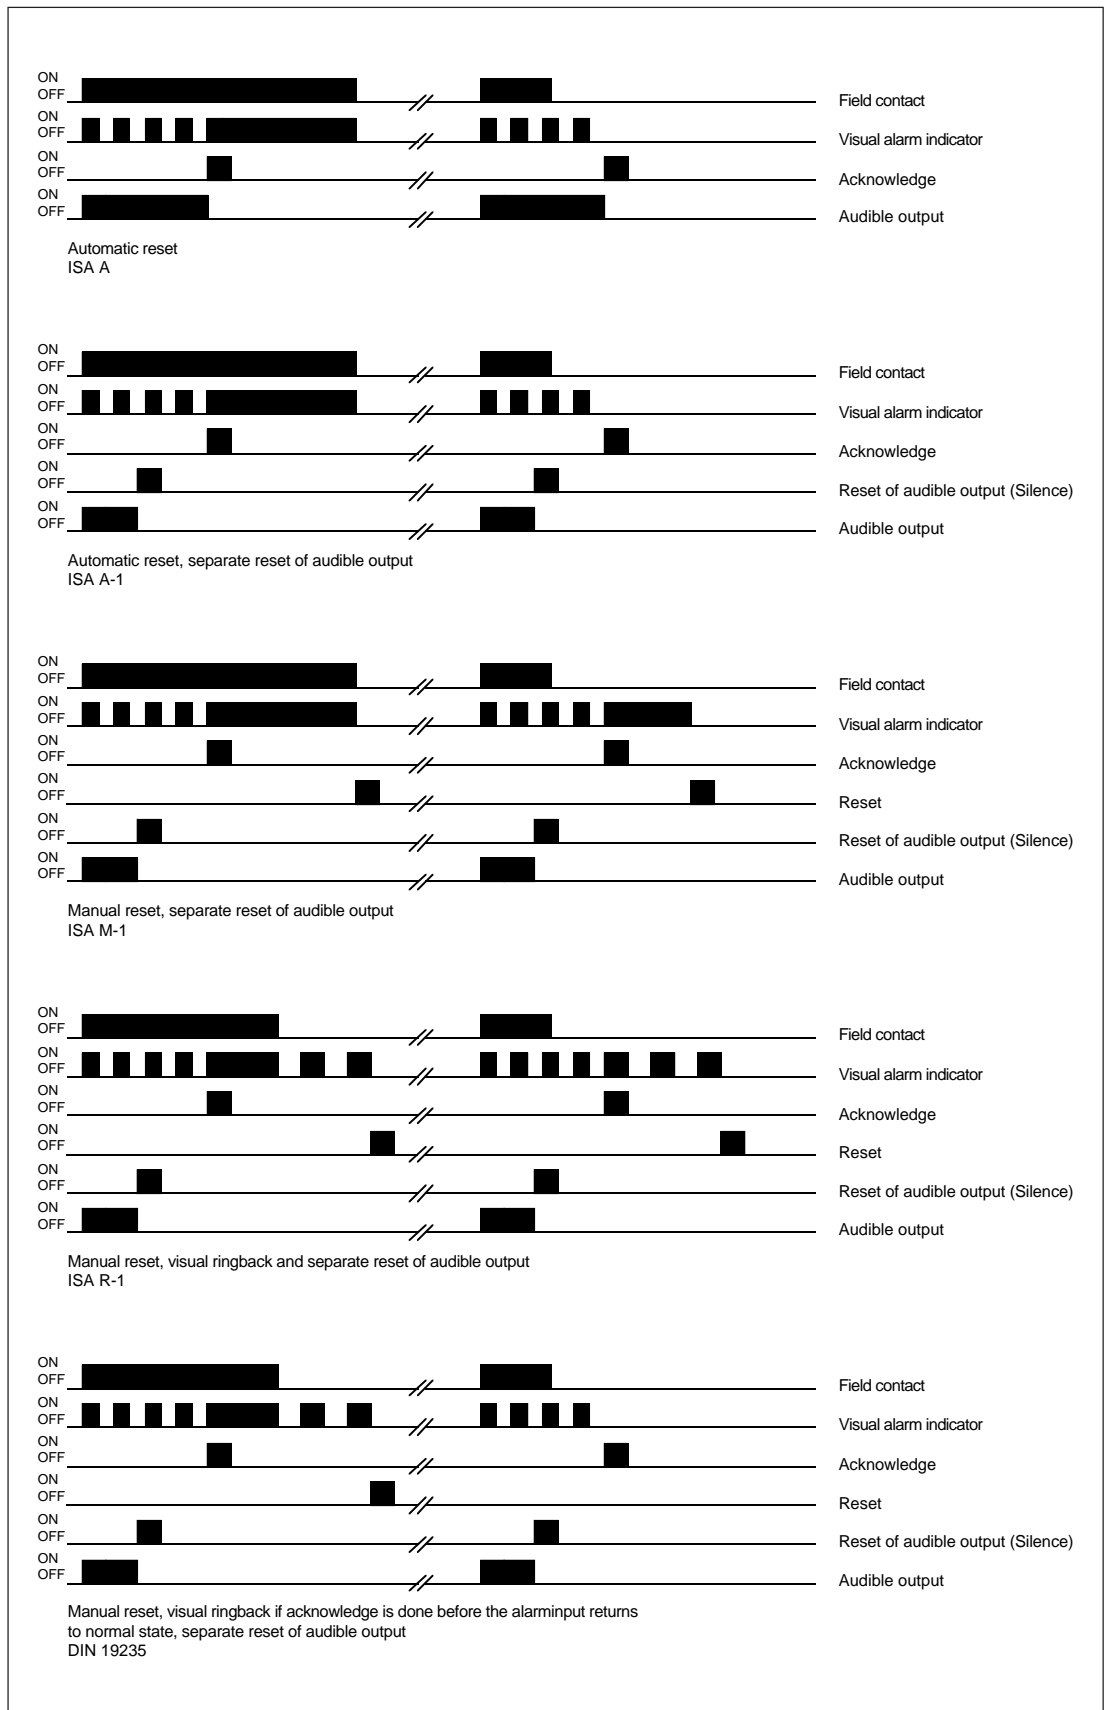 ON
OFF
Field contact
ON
OFF
Visual alarm indicator
ON
OFF
Acknowledge
ON
OFF
Audible output
Automatic reset
ISA A
ON
OFF
Field contact
ON
OFF
Visual alarm indicator
ON
OFF
Acknowledge
ON
OFF
Reset of audible output (Silence)
ON
OFF
Audible output
Automatic reset, separate reset of audible output
ISA A-1
ON
OFF
Field contact
ON
OFF
Visual alarm indicator
ON
OFF
Acknowledge
ON
OFF
Reset
ON
OFF
Reset of audible output (Silence)
ON
OFF
Audible output
Manual reset, separate reset of audible output
ISA M-1
ON
OFF
Field contact
ON
OFF
Visual alarm indicator
ON
OFF
Acknowledge
ON
OFF
Reset
ON
OFF
Reset of audible output (Silence)
ON
OFF
Audible output
Manual reset, visual ringback and separate reset of audible output
ISA R-1
ON
OFF
Field contact
ON
OFF
Visual alarm indicator
ON
OFF
Acknowledge
ON
OFF
Reset
ON
OFF
Reset of audible output (Silence)
ON
OFF
Audible output
Manual reset, visual ringback if acknowledge is done before the alarminput returns
to normal state, separate reset of audible output
DIN 19235